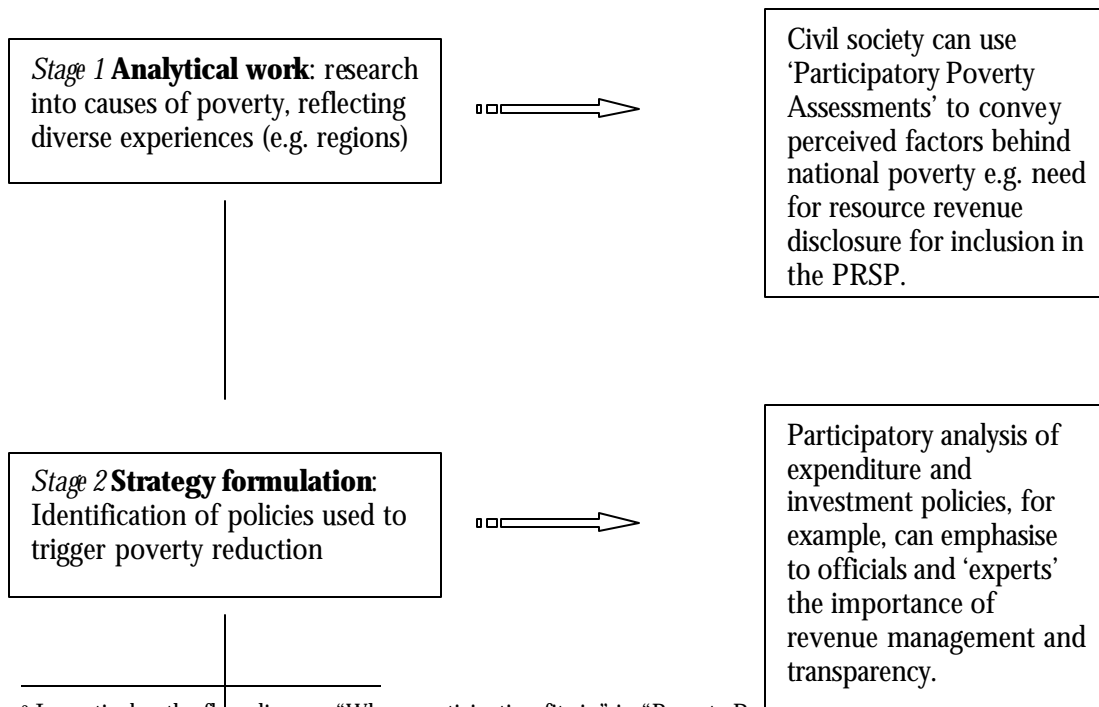 Stage 1 Analytical work: research
into causes of poverty, reflecting
diverse experiences (e.g. regions)
Civil society can use
‘Participatory Poverty
Assessments’ to convey
perceived factors behind
national poverty e.g. need
for resource revenue
disclosure for inclusion in
the PRSP.
Stage 2 Strategy formulation:
Identification of policies used to
trigger poverty reduction
Participatory analysis of
expenditure and
investment policies, for
example, can emphasise
to officials and ‘experts’
the importance of
revenue management and
transparency.